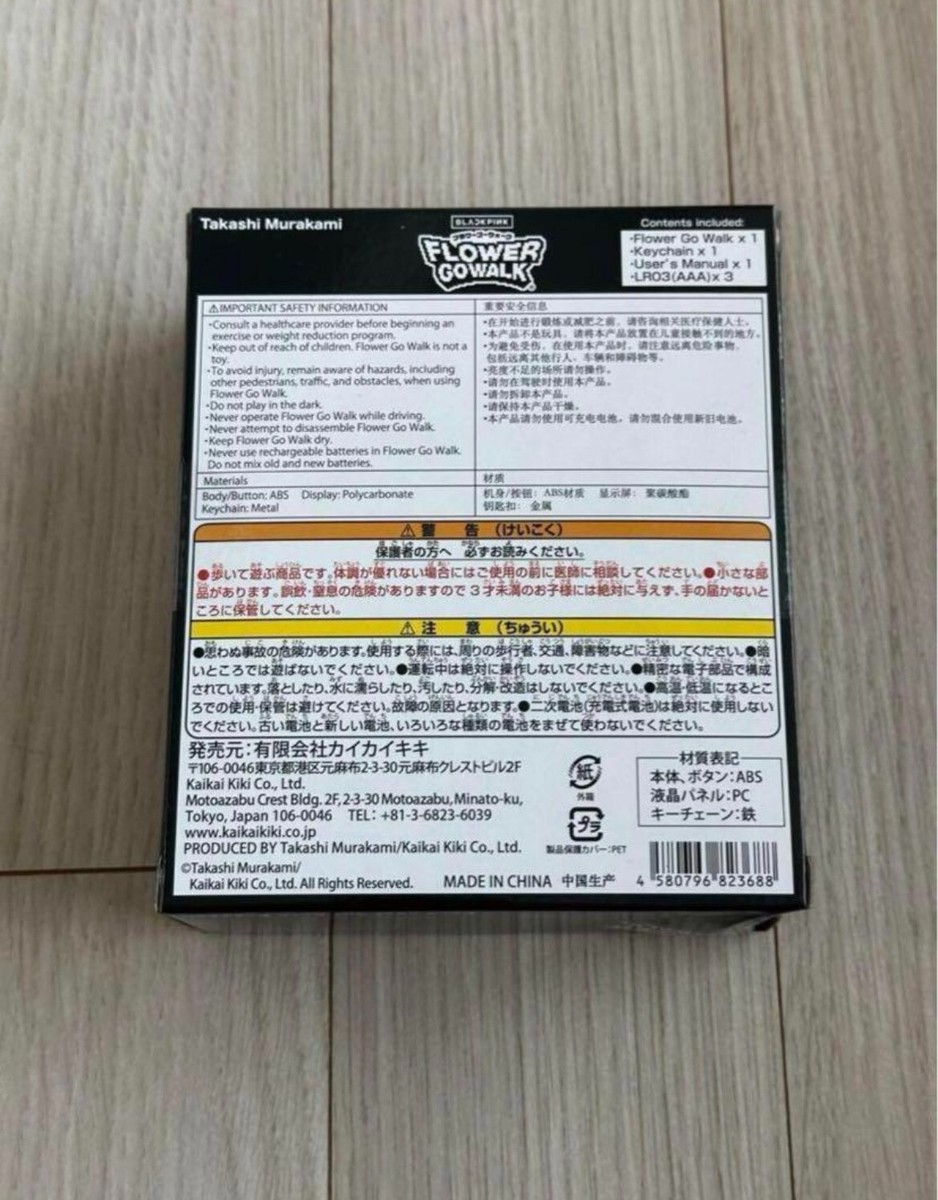 Takashi Murakami
BLACKPINK
フラワーゴーウォーク
FLOWER
GO WALK
Contents included:
・Flower Go Walk x 1
・Keychain x 1
・User's Manual x 1
・LR03(AAA)x 3
⚠IMPORTANT SAFETY INFORMATION
・Consult a healthcare provider before beginning an
exercise or weight reduction program.
・Keep out of reach of children. Flower Go Walk is not a
toy.
・To avoid injury, remain aware of hazards, including
other pedestrians, traffic, and obstacles, when using
Flower Go Walk.
・Do not play in the dark.
・Never operate Flower Go Walk while driving.
・Never attempt to disassemble Flower Go Walk.
・Keep Flower Go Walk dry.
・Never use rechargeable batteries in Flower Go Walk.
Do not mix old and new batteries.
重要安全信息
・在开始进行锻炼或减肥之前，请咨询相关医疗保健人士。
・本产品不是玩具，请将本产品放置在儿童接触不到的地方。
・为避免受伤，在使用本产品时，请注意远离危险事物，
包括远离其他行人、车辆和障碍物等。
・亮度不足的场所请勿操作。
・请勿在驾驶时使用本产品。
・请勿拆卸本产品。
・请保持本产品干燥。
・本产品请勿使用可充电电池。请勿混合使用新旧电池。
Materials
Body/Button: ABS Display: Polycarbonate
Keychain: Metal
材质
机身/按钮：ABS材质 显示屏：聚碳酸酯
钥匙扣：金属
⚠警 告（けいこく）
保護者の方へ 必ずお読みください。
●歩いて遊ぶ商品です。体調が優れない場合にはご使用の前に医師に相談してください。●小さな部
品があります。誤飲・窒息の危険がありますので３才未満のお子様には絶対に与えず、手の届かないと
ころに保管してください。
⚠注 意（ちゅうい）
●思わぬ事故の危険があります。使用する際には、周りの歩行者、交通、障害物などに注意してください。●暗
いところでは遊ばないでください。●運転中は絶対に操作しないでください。●精密な電子部品で構成
されています。落としたり、水に濡らしたり、汚したり、分解・改造はしないでください。●高温・低温になるとこ
ろでの使用・保管は避けてください。故障の原因となります。●二次電池(充電式電池)は絶対に使用しない
でください。古い電池と新しい電池、いろいろな種類の電池をまぜて使わないでください。
発売元：有限会社カイカイキキ
〒106-0046東京都港区元麻布2-3-30元麻布クレストビル2F
Kaikai Kiki Co., Ltd.
Motoazabu Crest Bldg. 2F, 2-3-30 Motoazabu, Minato-ku,
Tokyo, Japan 106-0046 TEL: +81-3-6823-6039
www.kaikaikiki.co.jp
PRODUCED BY Takashi Murakami/Kaikai Kiki Co., Ltd.
©Takashi Murakami/
Kaikai Kiki Co., Ltd. All Rights Reserved.
MADE IN CHINA 中国生产
紙
外箱
プラ
製品保護カバー：PET
材質表記
本体、ボタン：ABS
液晶パネル：PC
キーチェーン：鉄
4 580796 823688